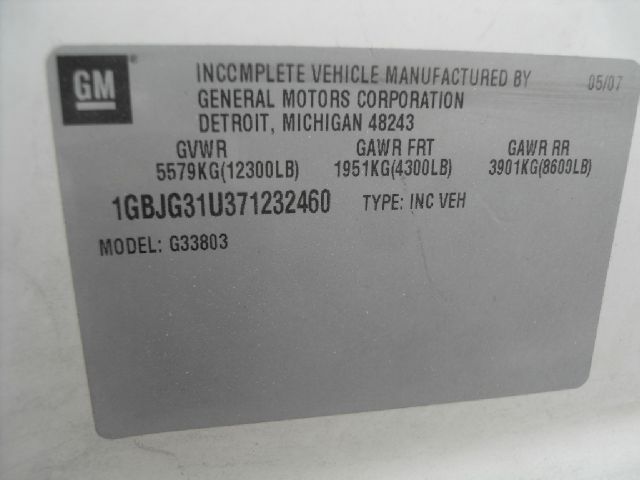 GM® INCCMPLETE VEHICLE MANUFACTURED BY 05/07
GENERAL MOTORS CORPORATION
DETROIT, MICHIGAN 48243
GVWR GAWR FRT GAWR RR
5579KG(12300LB) 1951KG(4300LB) 3901KG(8600LB)
1GBJG31U371232460 TYPE: INC VEH
MODEL: G33803